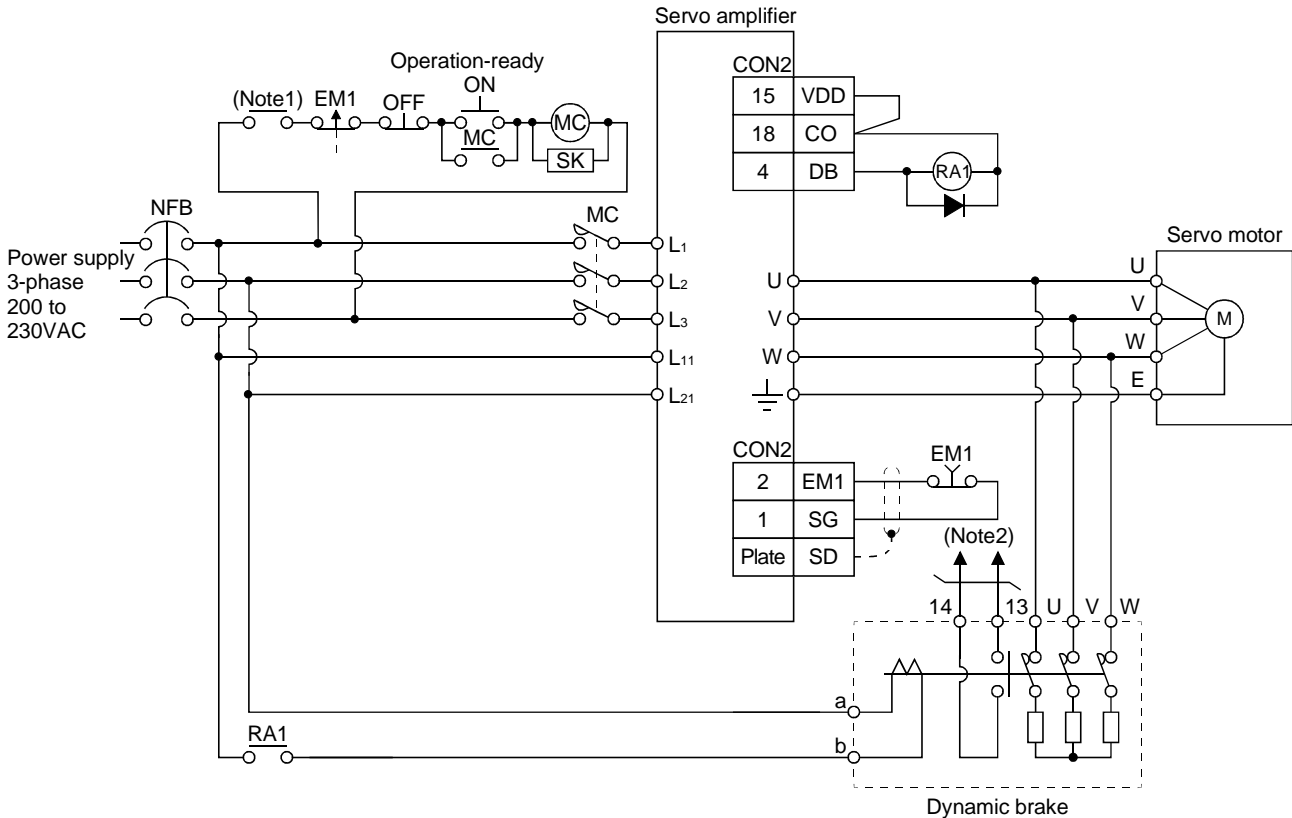 Servo amplifier
Operation-ready
(Note1) EM1 OFF ON
MC
MC
SK
CON2
15 VDD
18 CO
4 DB
RA1
NFB
MC
Power supply
3-phase
200 to
230VAC
L1
L2
L3
L11
L21
U
V
W
Servo motor
U
V
W
E
M
CON2
2 EM1
1 SG
Plate SD
EM1
(Note2)
14 13 U V W
a
b
RA1
Dynamic brake